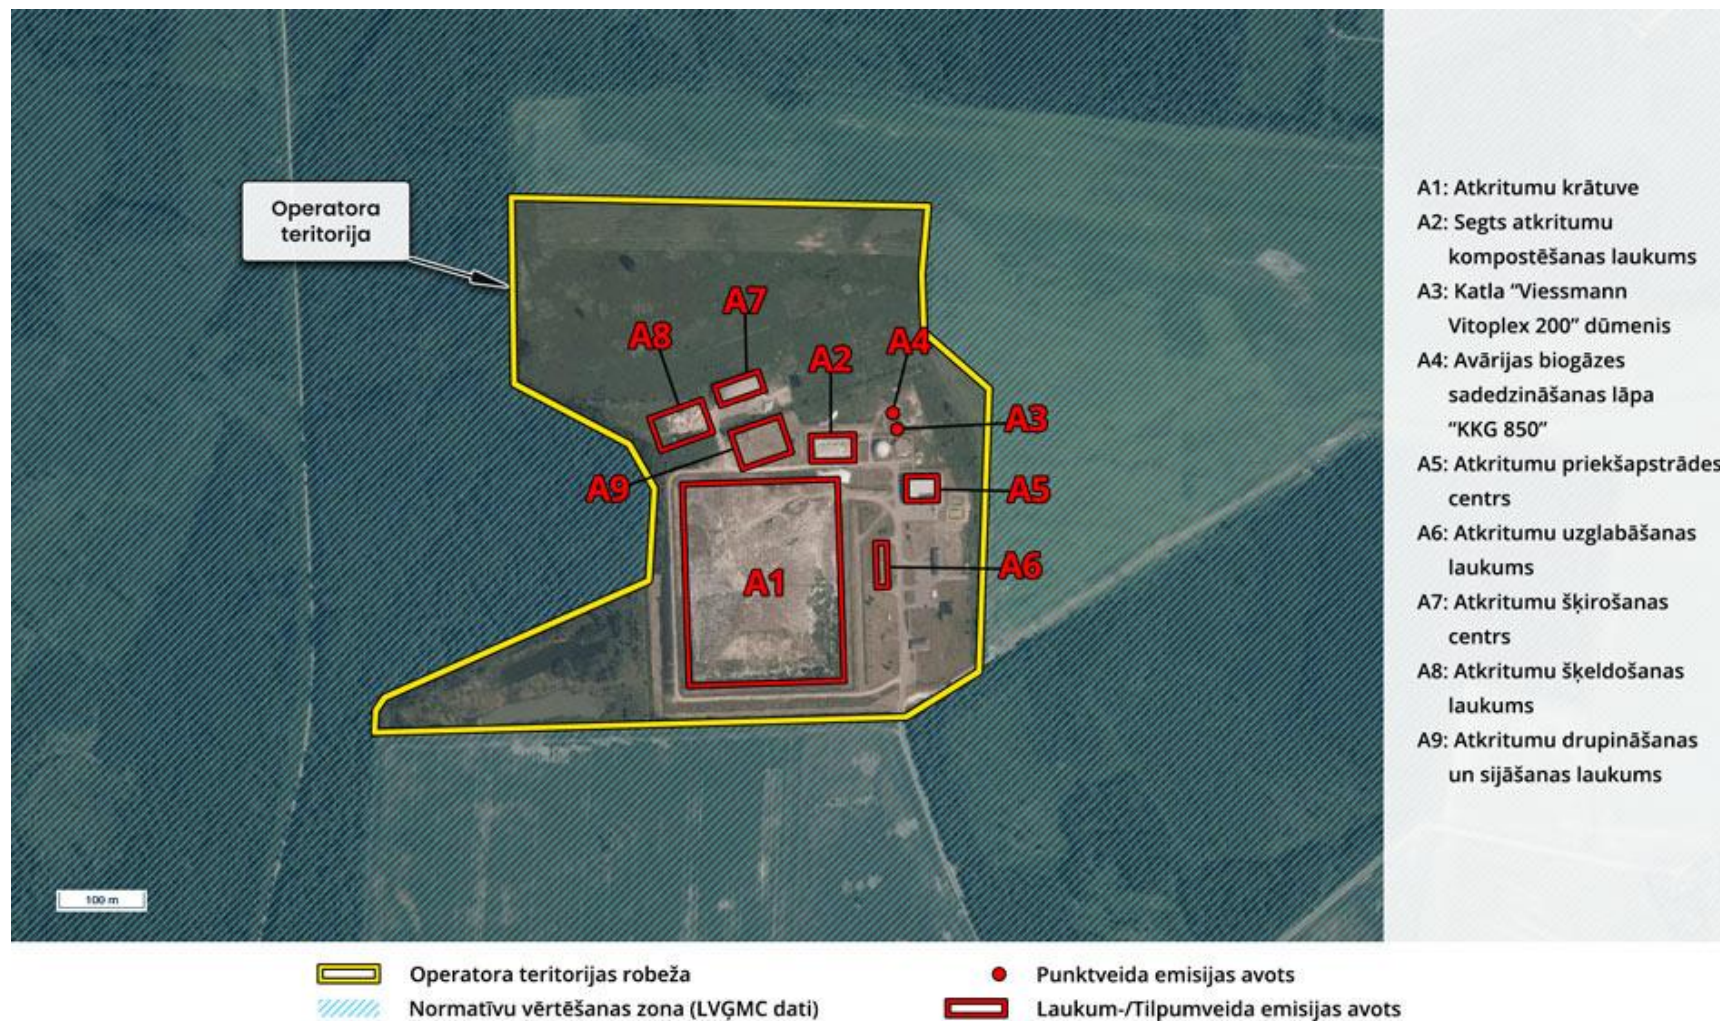 Operatora
teritorija
A7
A8
A2
A4
A3
A9
A5
A1
A6
100 m
A1: Atkritumu krātuve
A2: Segts atkritumu
kompostēšanas laukums
A3: Katla “Viessmann
Vitoplex 200” dūmenis
A4: Avārijas biogāzes
sadedzināšanas lāpa
“KKG 850”
A5: Atkritumu priekšapstrādes
centrs
A6: Atkritumu uzglabāšanas
laukums
A7: Atkritumu šķirošanas
centrs
A8: Atkritumu šķeldošanas
laukums
A9: Atkritumu drupināšanas
un sijāšanas laukums
Operatora teritorijas robeža
Normatīvu vērtēšanas zona (LVĢMC dati)
Punktveida emisijas avots
Laukum-/Tilpumveida emisijas avots